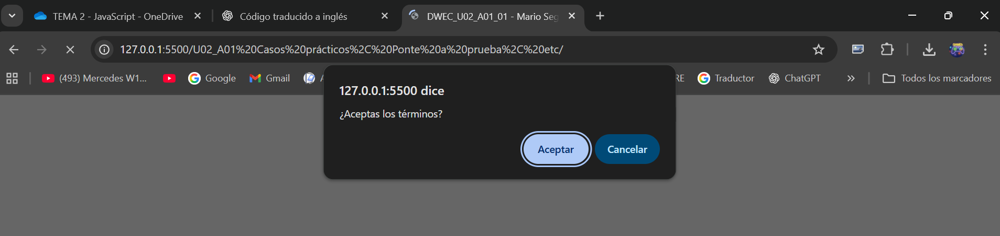 TEMA 2 - JavaScript - OneDrive
Código traducido a inglés
DWEC_U02_A01_01 - Mario Seg
127.0.0.1:5500/U02_A01%20Casos%20prácticos%2C%20Ponte%20a%20prueba%2C%20etc/
GAMES
(493) Mercedes W1...
Google
Gmail
RE
Traductor
ChatGPT
Todos los marcadores
127.0.0.1:5500 dice
¿Aceptas los términos?
Aceptar
Cancelar